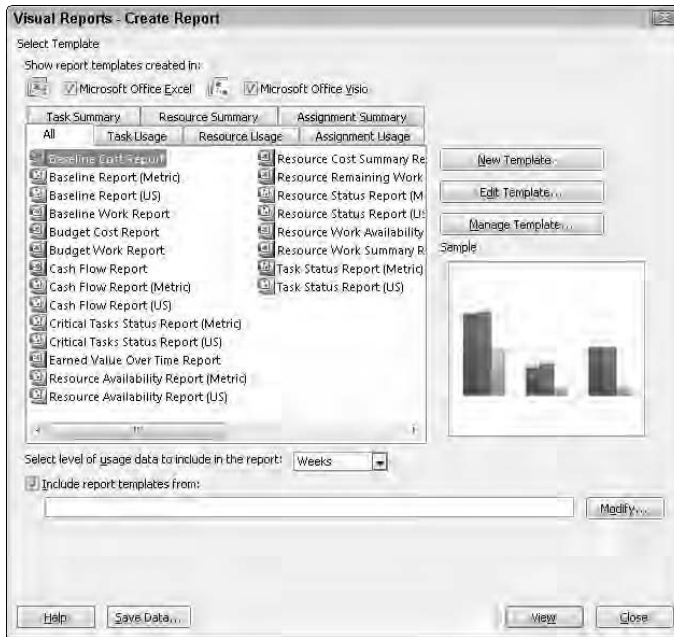 Visual Reports - Create Report
Select Template
Show report templates created in:
Microsoft Office Excel Microsoft Office Visio
Task Summary Resource Summary Assignment Summary
All Task Usage Resource Usage Assignment Usage
Baseline Cost Report
Baseline Report (Metric)
Baseline Report (US)
Baseline Work Report
Budget Cost Report
Budget Work Report
Cash Flow Report
Cash Flow Report (Metric)
Cash Flow Report (US)
Critical Tasks Status Report (Metric)
Critical Tasks Status Report (US)
Earned Value Over Time Report
Resource Availability Report (Metric)
Resource Availability Report (US)
Resource Cost Summary Re
Resource Remaining Work
Resource Status Report (M
Resource Status Report (US
Resource Work Availability
Resource Work Summary R
Task Status Report (Metric)
Task Status Report (US)
New Template...
Edit Template...
Manage Template...
Sample
Select level of usage data to include in the report: Weeks
Include report templates from:
Modify...
Help Save Data... View Close